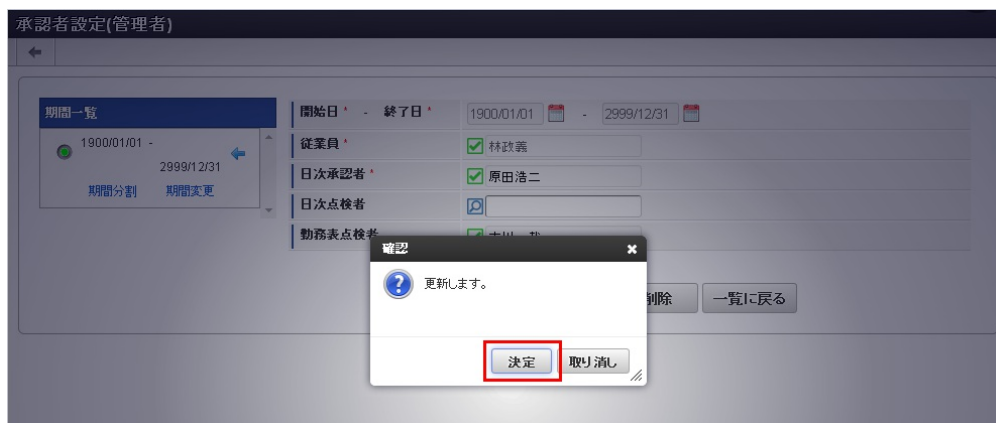 承認者設定(管理者)
期間一覧
1900/01/01 -
2999/12/31
期間分割 期間変更
開始日* - 終了日* 1900/01/01 - 2999/12/31
従業員* 林政義
日次承認者* 原田浩二
日次点検者
勤務表点検者
確認
更新します。
削除 一覧に戻る
決定 取り消し